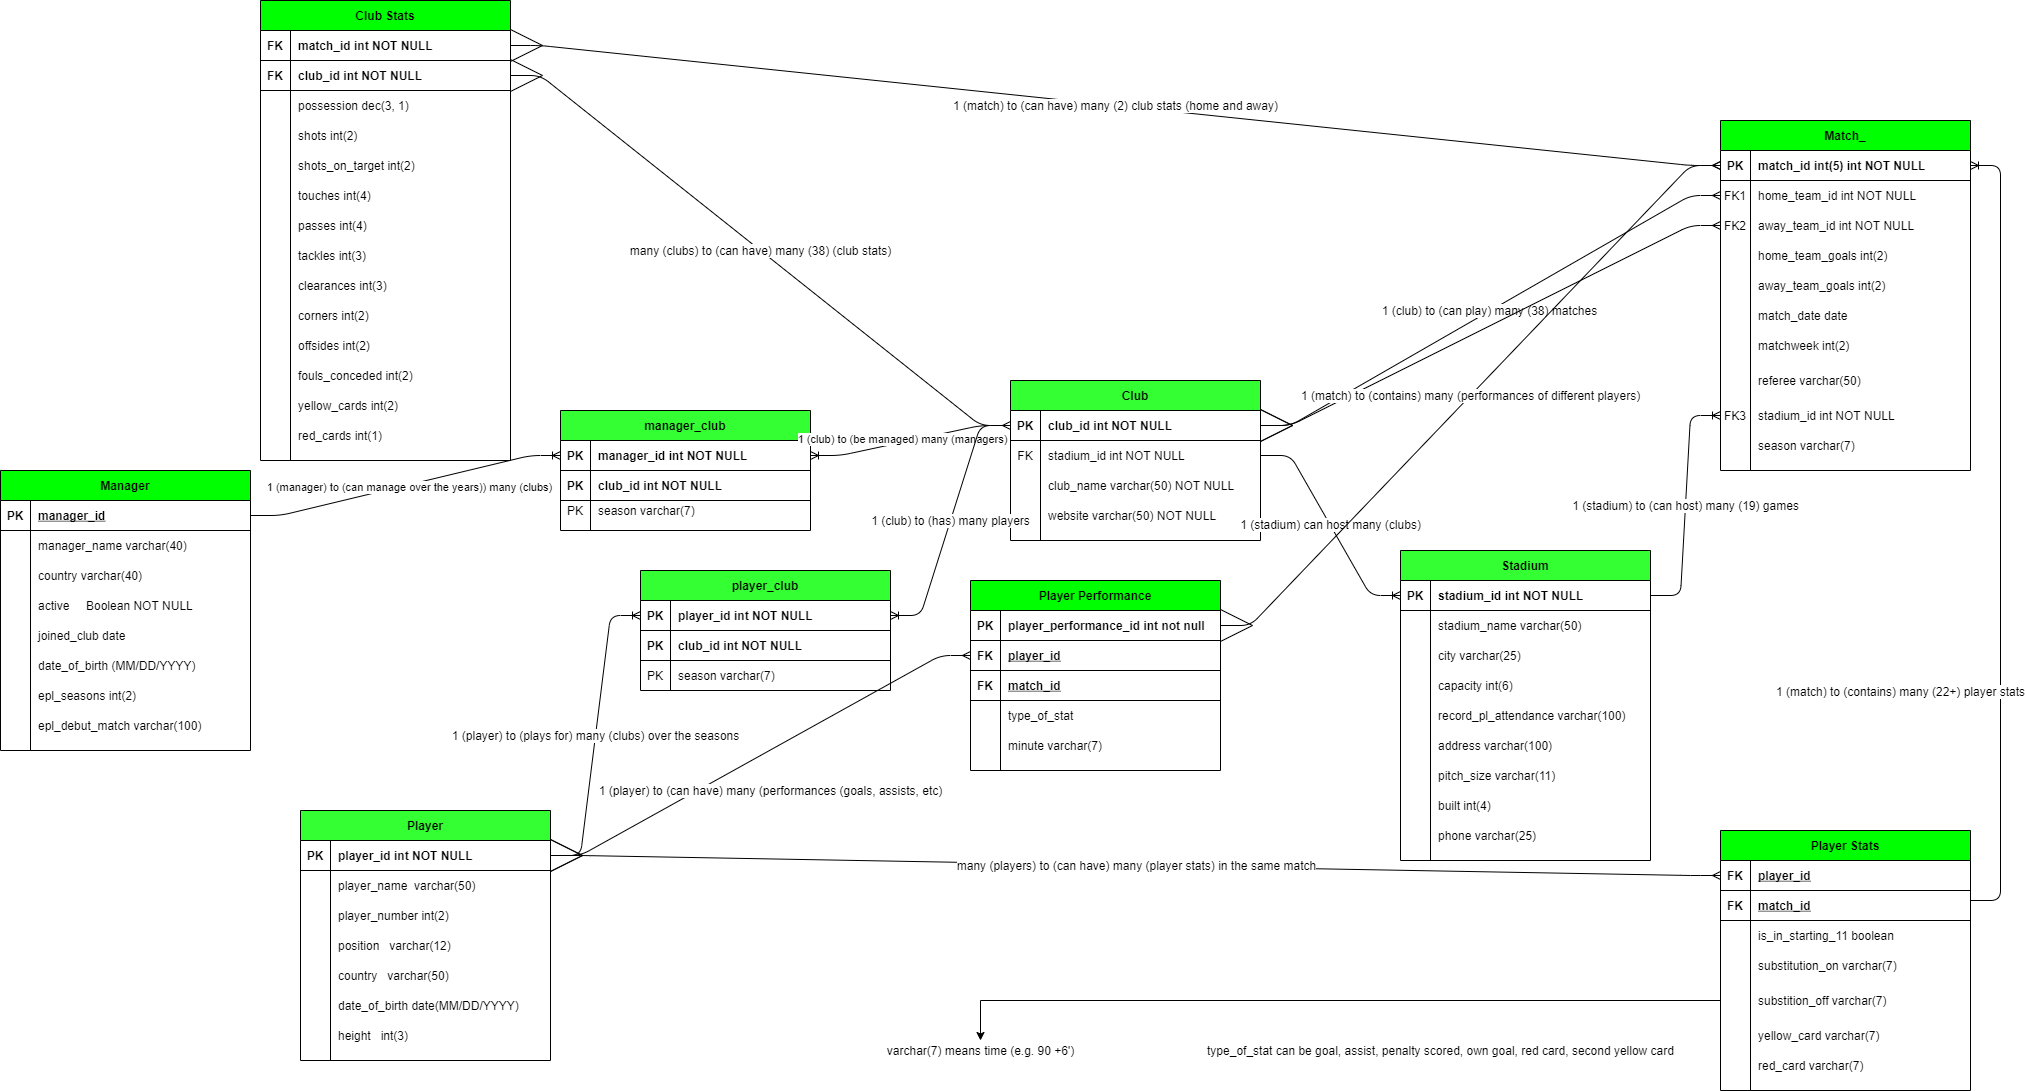 Club Stats
FK match_id int NOT NULL
FK club_id int NOT NULL
possession dec(3, 1)
shots int(2)
shots_on_target int(2)
touches int(4)
passes int(4)
tackles int(3)
clearances int(3)
corners int(2)
offsides int(2)
fouls_conceded int(2)
yellow_cards int(2)
red_cards int(1)
1 (match) to (can have) many (2) club stats (home and away)
many (clubs) to (can have) many (38) (club stats)
Match_
PK match_id int(5) int NOT NULL
FK1 home_team_id int NOT NULL
FK2 away_team_id int NOT NULL
home_team_goals int(2)
away_team_goals int(2)
match_date date
matchweek int(2)
referee varchar(50)
FK3 stadium_id int NOT NULL
season varchar(7)
1 (club) to (can play) many (38) matches
1 (match) to (contains) many (performances of different players)
Club
PK club_id int NOT NULL
FK stadium_id int NOT NULL
club_name varchar(50) NOT NULL
website varchar(50) NOT NULL
manager_club
PK manager_id int NOT NULL
PK club_id int NOT NULL
PK season varchar(7)
1 (club) to (be managed) many (managers)
Manager
PK manager_id
manager_name varchar(40)
country varchar(40)
active Boolean NOT NULL
joined_club date
date_of_birth (MM/DD/YYYY)
epl_seasons int(2)
epl_debut_match varchar(100)
1 (manager) to (can manage over the years)) many (clubs)
1 (club) to (has) many players
1 (stadium) can host many (clubs)
1 (stadium) to (can host) many (19) games
player_club
PK player_id int NOT NULL
PK club_id int NOT NULL
PK season varchar(7)
Player Performance
PK player_performance_id int not null
FK player_id
FK match_id
type_of_stat
minute varchar(7)
Stadium
PK stadium_id int NOT NULL
stadium_name varchar(50)
city varchar(25)
capacity int(6)
record_pl_attendance varchar(100)
address varchar(100)
pitch_size varchar(11)
built int(4)
phone varchar(25)
1 (match) to (contains) many (22+) player stats
1 (player) to (plays for) many (clubs) over the seasons
1 (player) to (can have) many (performances (goals, assists, etc)
Player
PK player_id int NOT NULL
player_name varchar(50)
player_number int(2)
position varchar(12)
country varchar(50)
date_of_birth date(MM/DD/YYYY)
height int(3)
many (players) to (can have) many (player stats) in the same match
Player Stats
FK player_id
FK match_id
is_in_starting_11 boolean
substitution_on varchar(7)
substition_off varchar(7)
yellow_card varchar(7)
red_card varchar(7)
varchar(7) means time (e.g. 90 +6')
type_of_stat can be goal, assist, penalty scored, own goal, red card, second yellow card